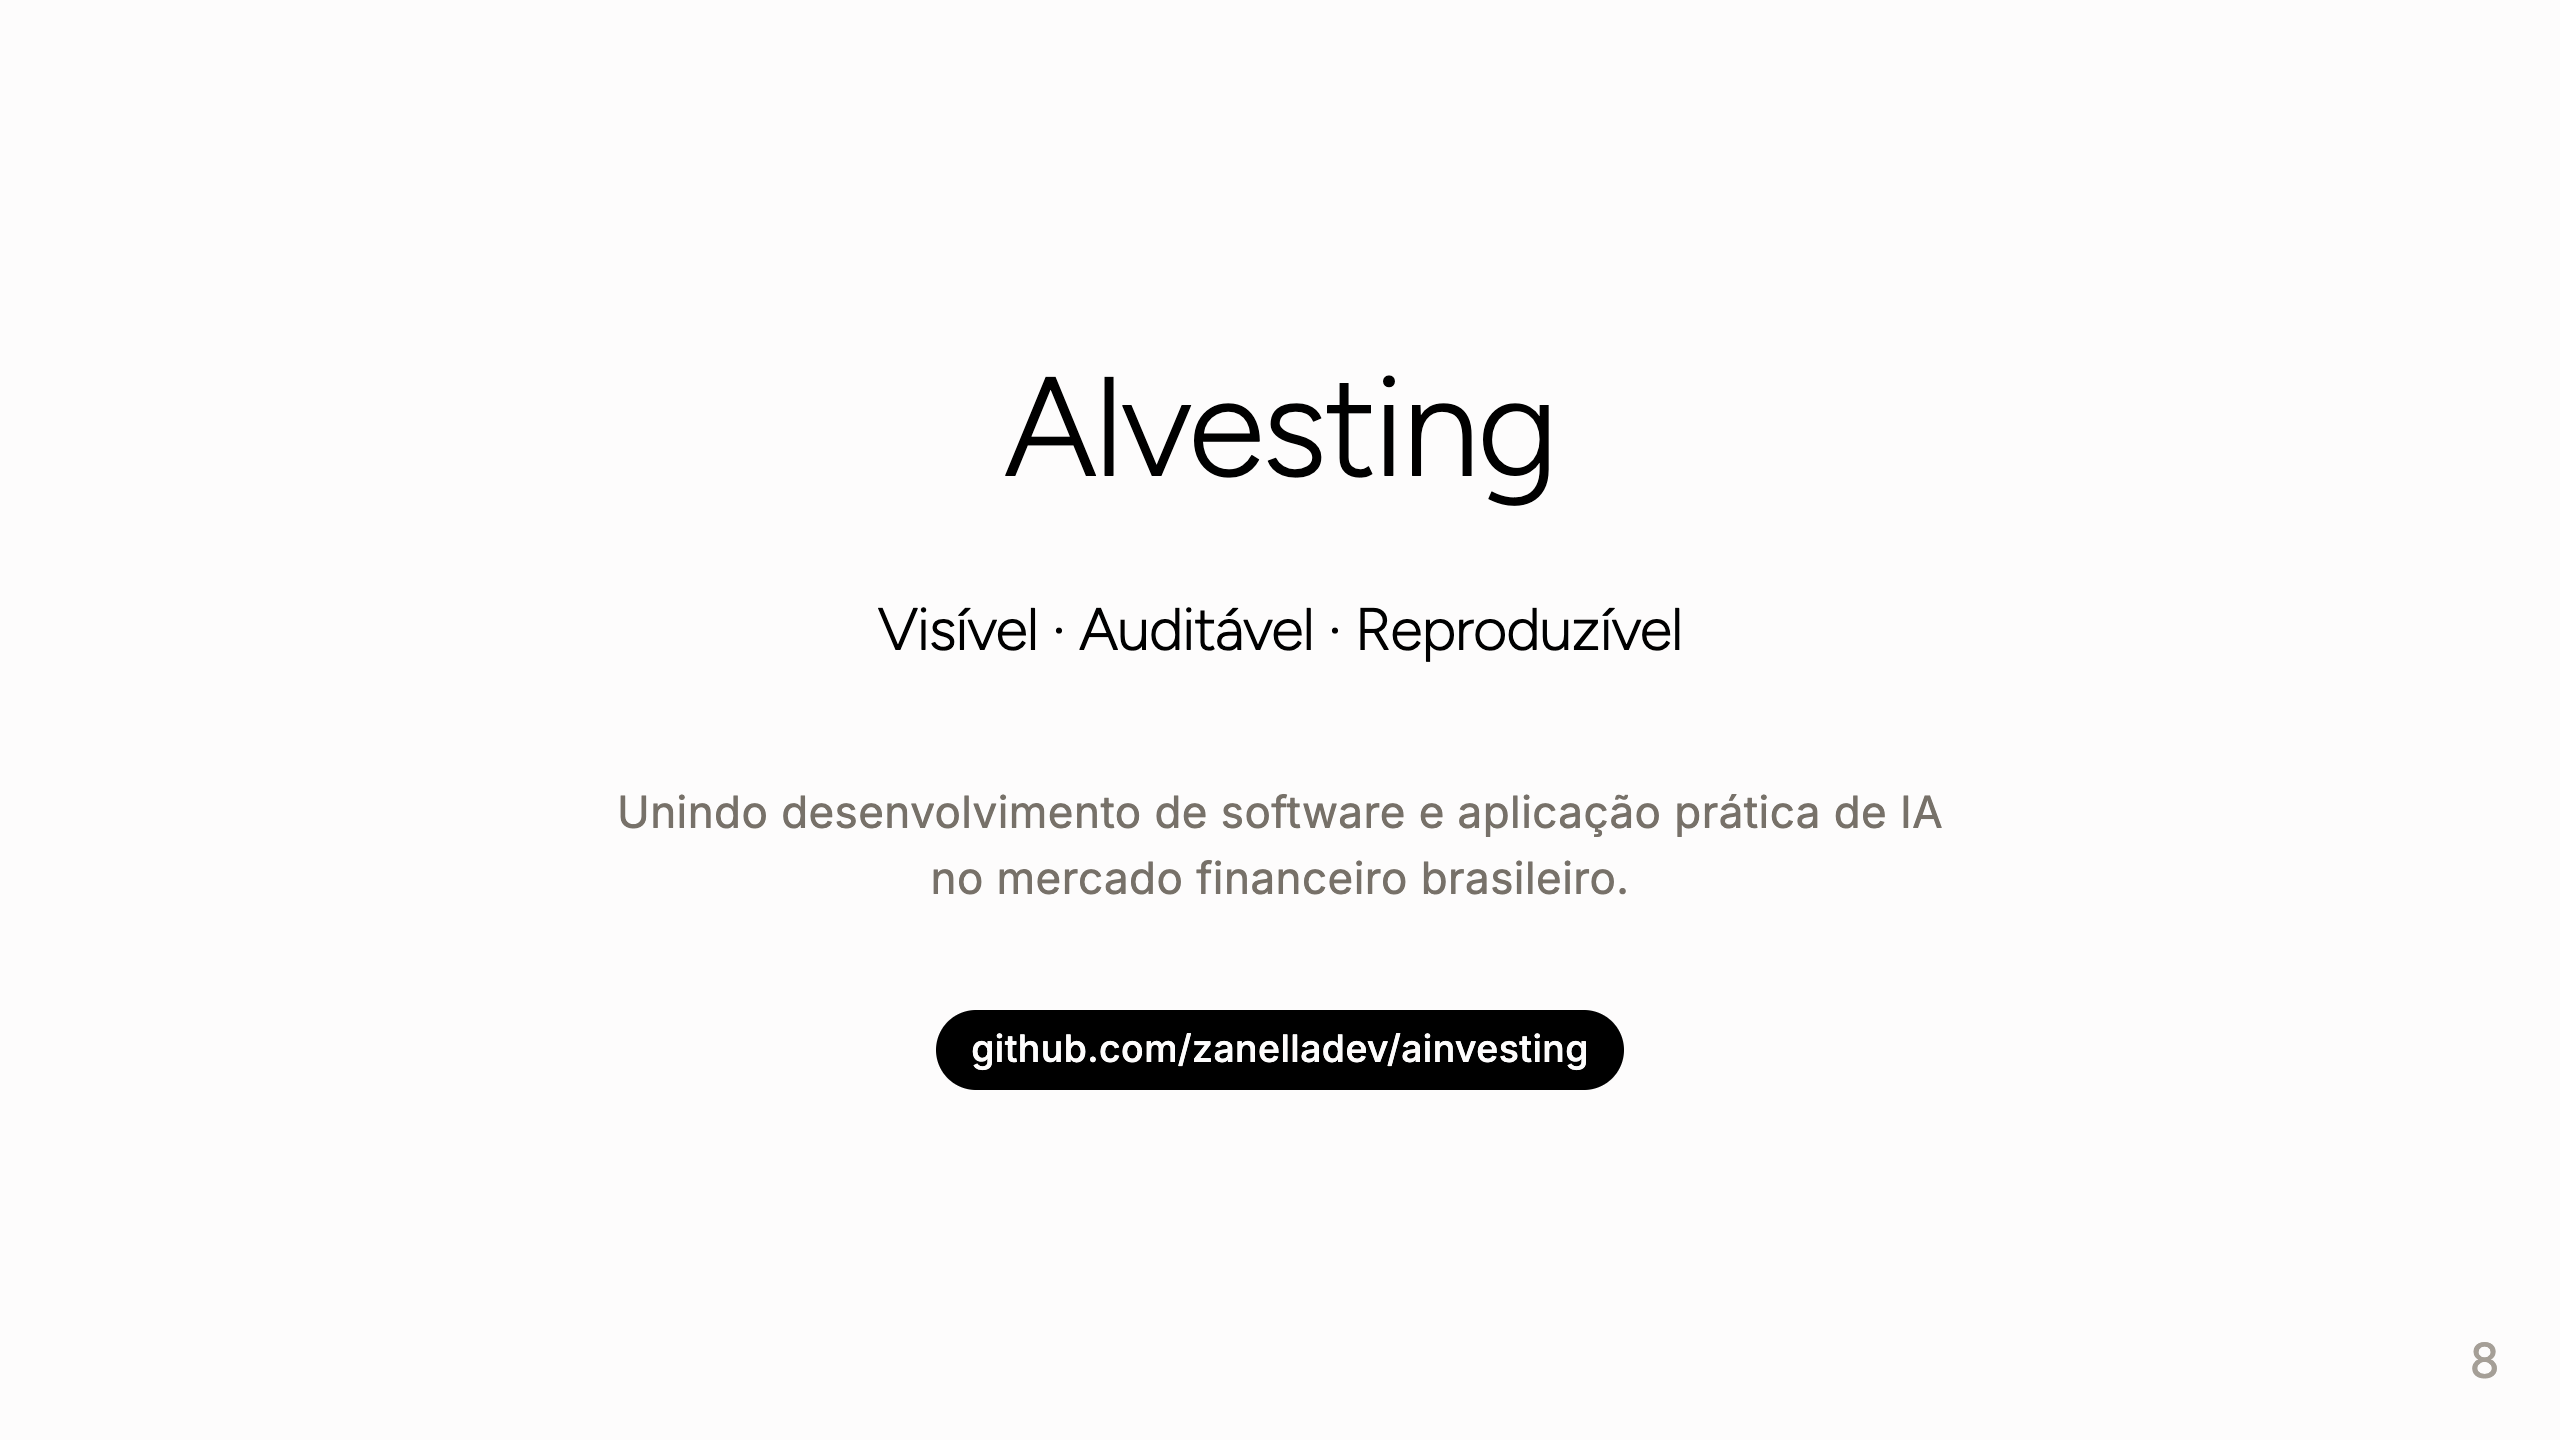 AIvesting
Visível · Auditável · Reproduzível
Unindo desenvolvimento de software e aplicação prática de IA
no mercado financeiro brasileiro.
github.com/zanelladev/ainvesting
8